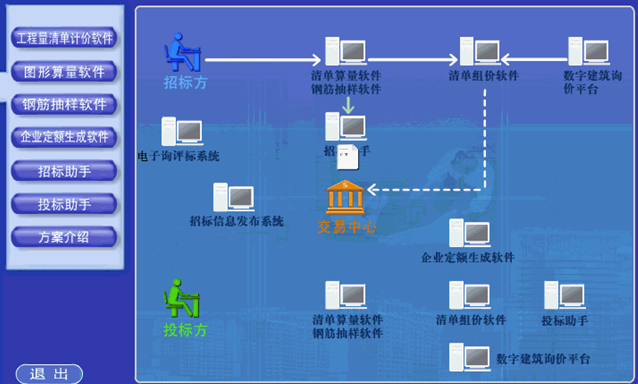 工程量清单计价软件
图形算量软件
钢筋抽样软件
企业定额生成软件
招标助手
投标助手
方案介绍
退 出
招标方
清单算量软件
钢筋抽样软件
清单组价软件
数字建筑询
价平台
电子询评标系统
招
手
招标信息发布系统
交易中心
企业定额生成软件
投标方
清单算量软件
钢筋抽样软件
清单组价软件
投标助手
数字建筑询价平台